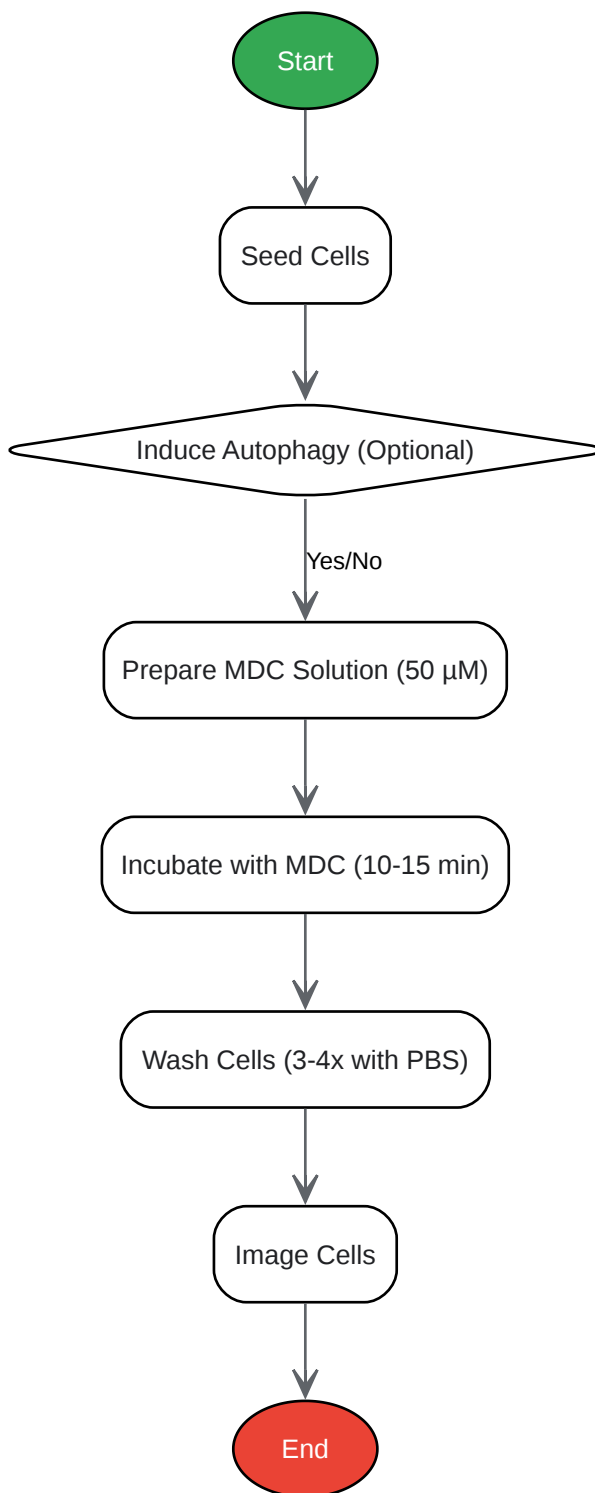 Start
Seed Cells
Induce Autophagy (Optional)
Yes/No
Prepare MDC Solution (50 µM)
Incubate with MDC (10-15 min)
Wash Cells (3-4x with PBS)
Image Cells
End